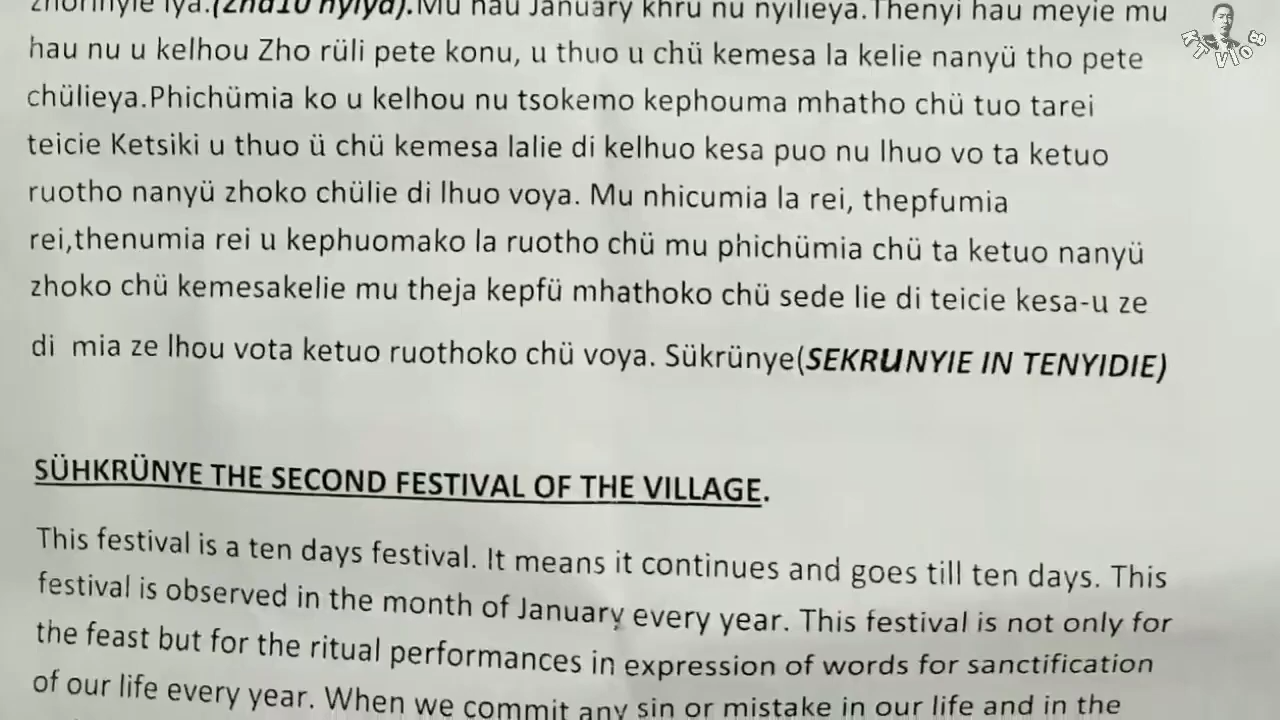 zhorinyie iya.(zha10 nyiya).Mu hau January khru nu nyilieya.Thenyi hau meyie mu
hau nu u kelhou Zho rüli pete konu, u thuo u chü kemesa la kelie nanyü tho pete
chülieya.Phichümia ko u kelhou nu tsokemo kephouma mhatho chü tuo tarei
teicie Ketsiki u thuo ü chü kemesa lalie di kelhuo kesa puo nu lhuo vo ta ketuo
ruotho nanyü zhoko chülie di lhuo voya. Mu nhicumia la rei, thepfumia
rei,thenumia rei u kephuomako la ruotho chü mu phichümia chü ta ketuo nanyü
zhoko chü kemesakelie mu theja kepfü mhathoko chü sede lie di teicie kesa-u ze
di mia ze lhou vota ketuo ruothoko chü voya. Sükrünye(SEKRUNYIE IN TENYIDIE)
SÜHKRÜNYE THE SECOND FESTIVAL OF THE VILLAGE.
This festival is a ten days festival. It means it continues and goes till ten days. This
festival is observed in the month of January every year. This festival is not only for
the feast but for the ritual performances in expression of words for sanctification
of our life every year. When we commit any sin or mistake in our life and in the
KT VLOG